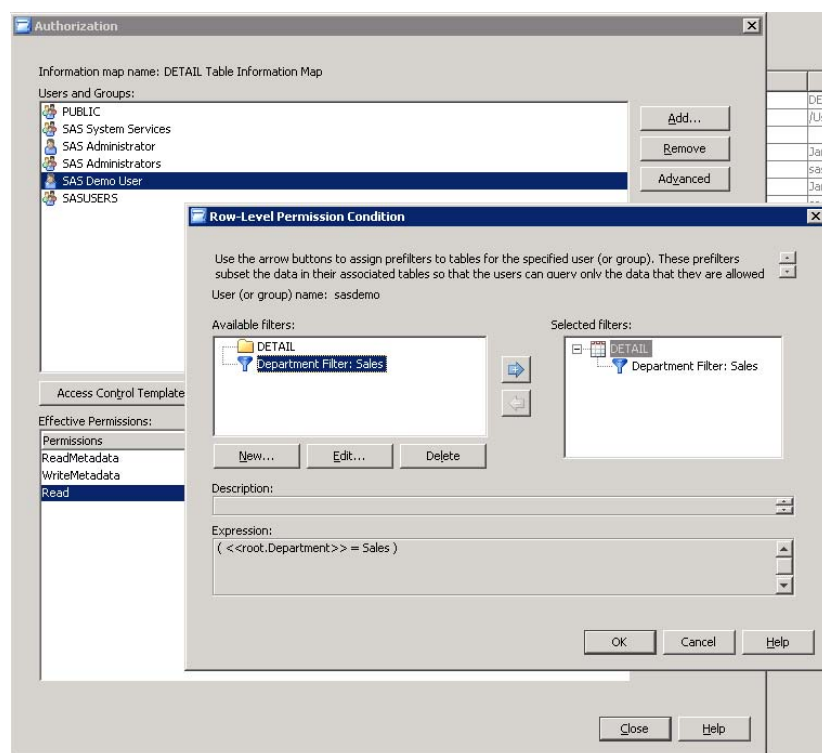 Authorization
Information map name: DETAIL Table Information Map
Users and Groups:
PUBLIC
SAS System Services
SAS Administrator
SAS Administrators
SAS Demo User
SASUSERS
Add...
Remove
Advanced
Row-Level Permission Condition
Use the arrow buttons to assign prefilters to tables for the specified user (or group). These prefilters
subset the data in their associated tables so that the users can query only the data that they are allowed
User (or group) name: sasdemo
Available filters:
DETAIL
Department Filter: Sales
Selected filters:
DETAIL
Department Filter: Sales
New...
Edit...
Delete
Description:
Expression:
( <<root.Department>> = Sales )
OK
Cancel
Help
Access Control Template
Effective Permissions:
Permissions
ReadMetadata
WriteMetadata
Read
Close
Help